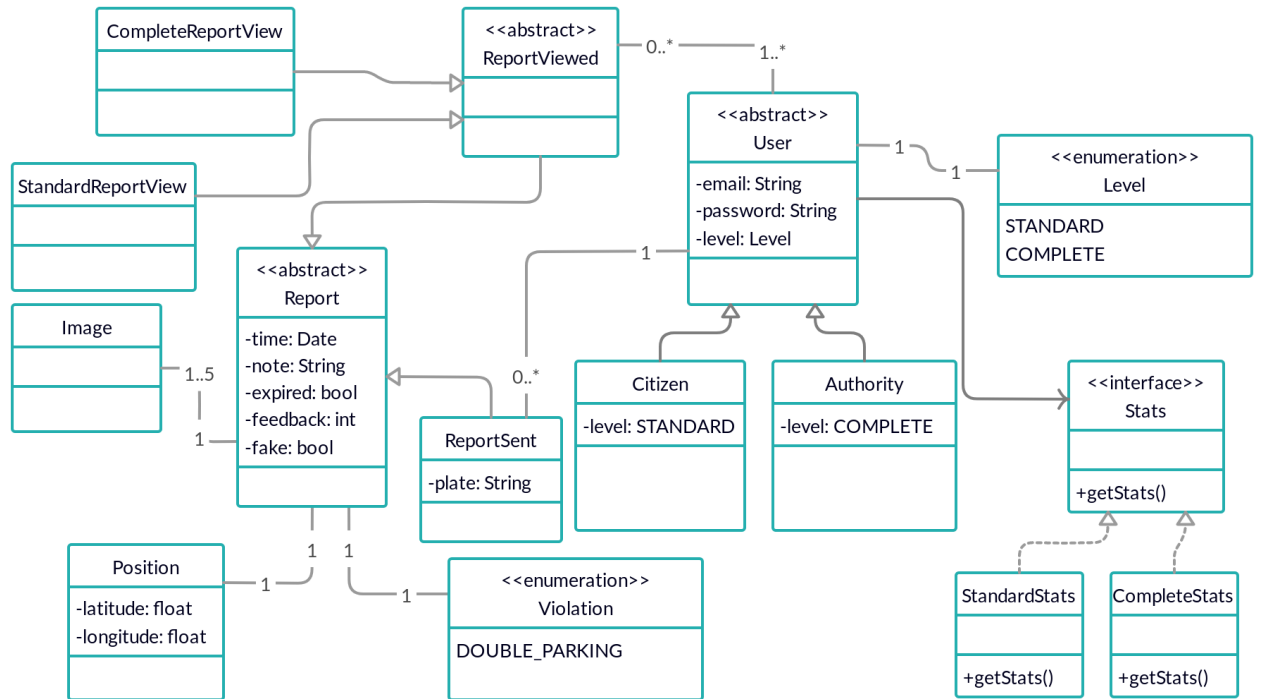 CompleteReportView
<<abstract>>
ReportViewed
0..*
1..*
<<abstract>>
User
-email: String
-password: String
-level: Level
1
1
<<enumeration>>
Level
STANDARD
COMPLETE
StandardReportView
<<abstract>>
Report
-time: Date
-note: String
-expired: bool
-feedback: int
-fake: bool
1
0..*
Image
1..5
1
ReportSent
-plate: String
Citizen
-level: STANDARD
Authority
-level: COMPLETE
<<interface>>
Stats
+getStats()
1
1
Position
-latitude: float
-longitude: float
1
1
<<enumeration>>
Violation
DOUBLE_PARKING
StandardStats
+getStats()
CompleteStats
+getStats()